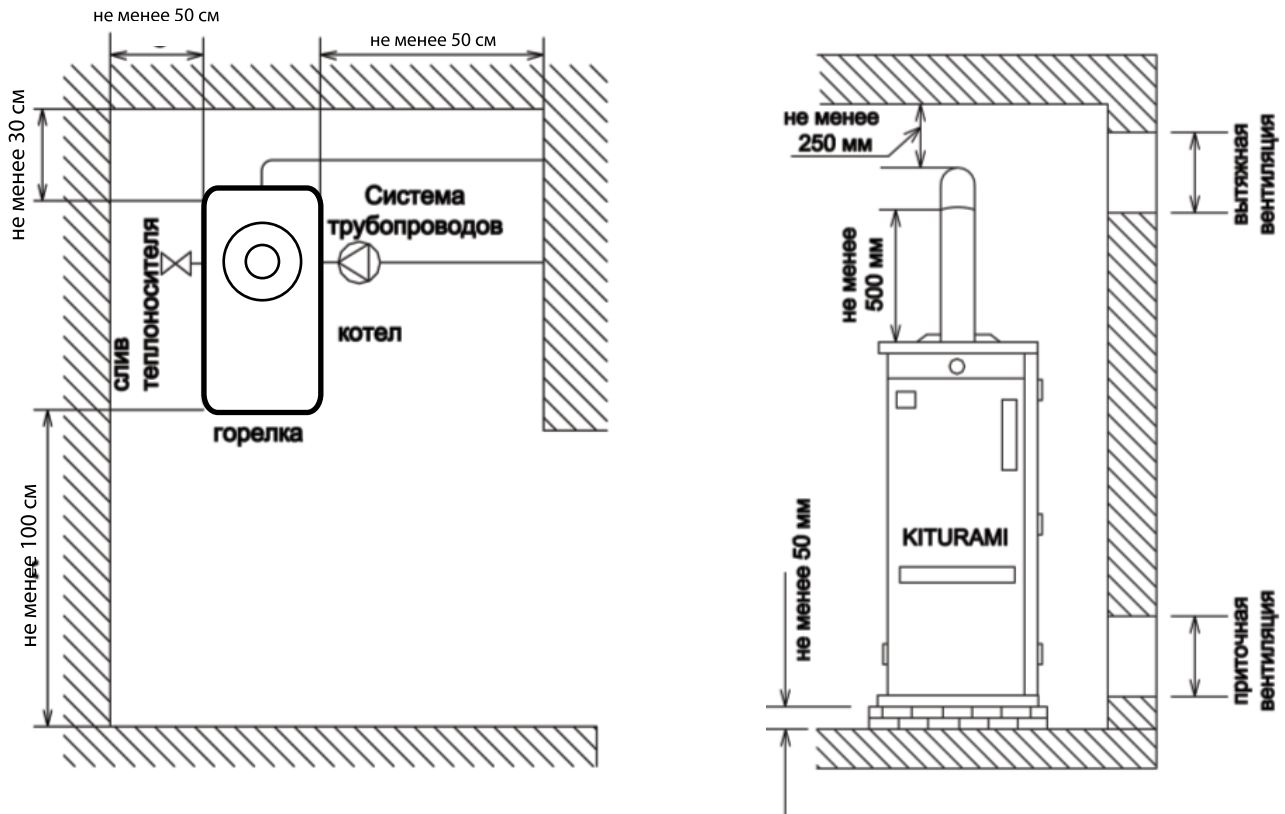 не менее 50 см
не менее 50 см
не менее 30 см
Система
трубопроводов
слив
теплоносителя
котел
горелка
не менее 100 см
не менее
250 мм
не менее
500 мм
вытяжная
вентиляция
KITURAMI
не менее 50 мм
приточная
вентиляция